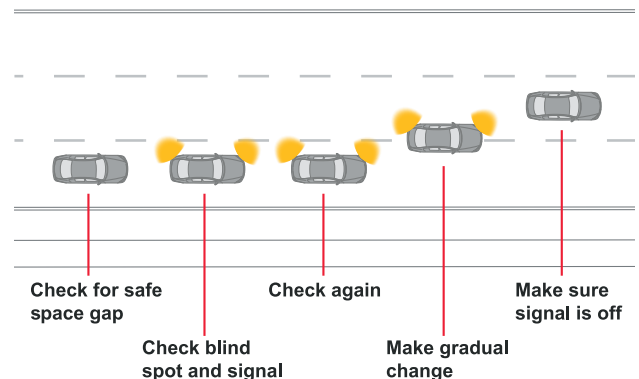 Check for safe
space gap
Check blind
spot and signal
Check again
Make gradual
change
Make sure
signal is off